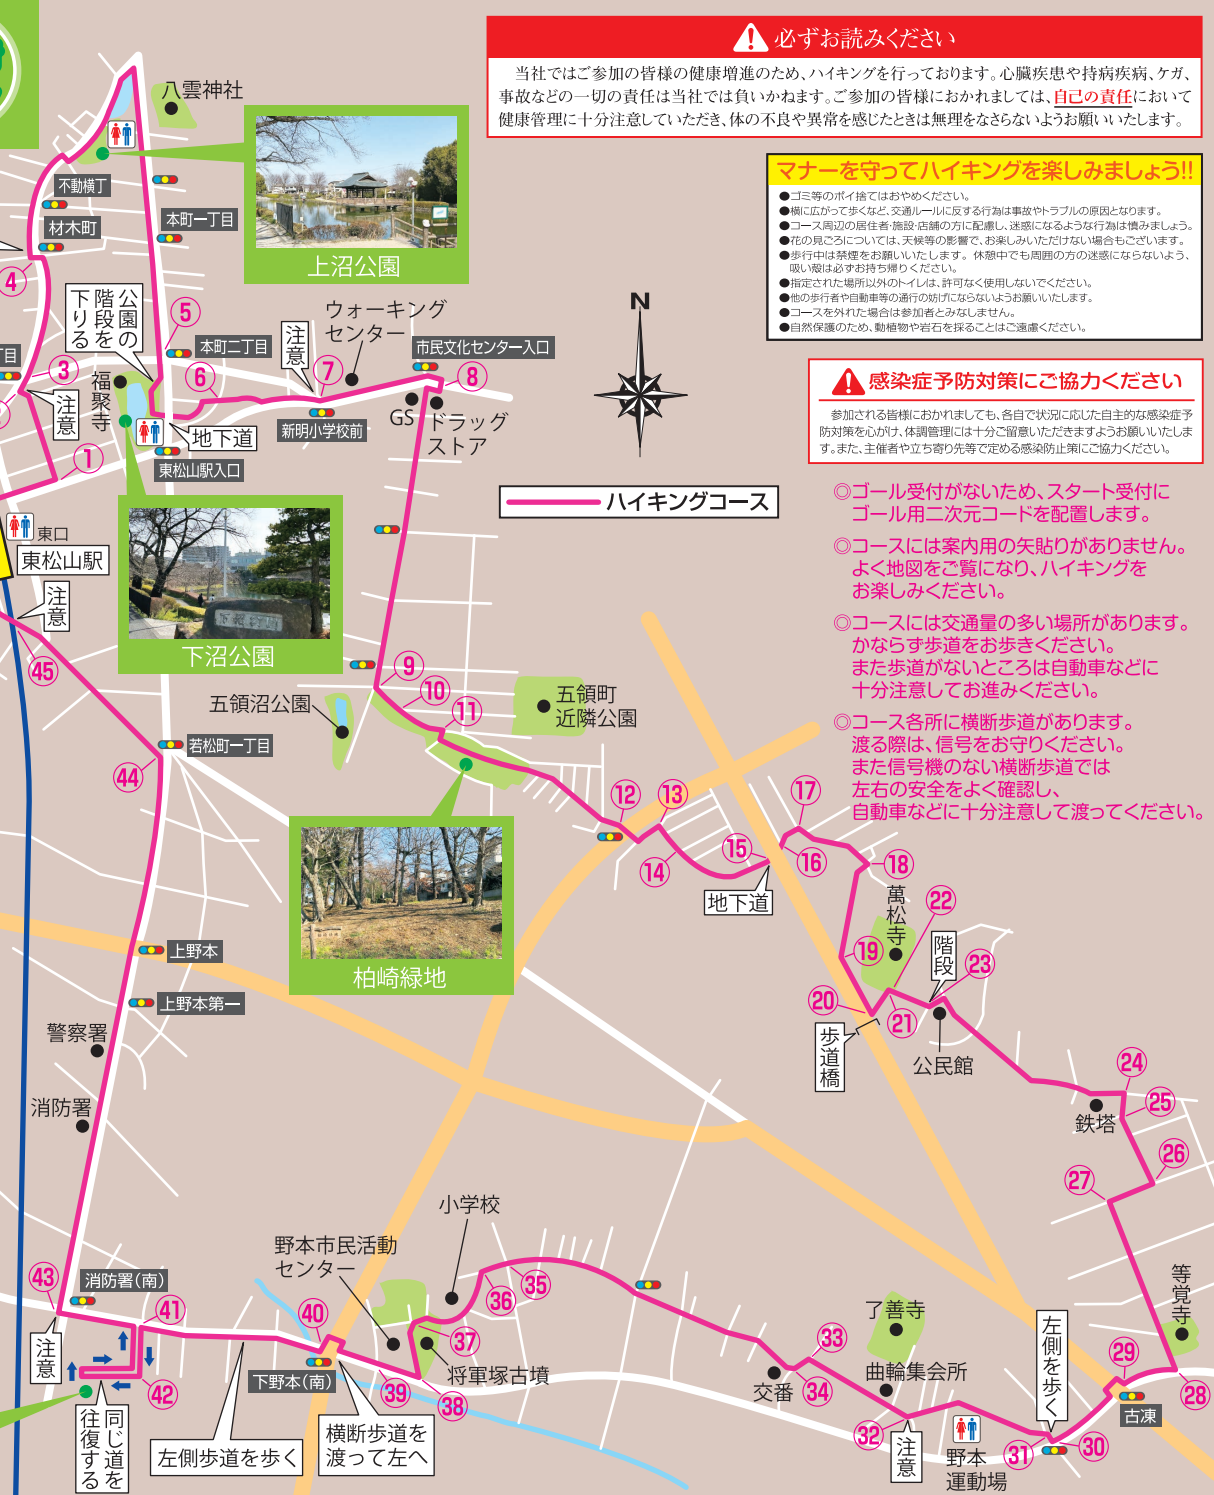 必ずお読みください
当社ではご参加の皆様の健康増進のため、ハイキングを行っております。心臓疾患や持病疾病、ケガ、
事故などの一切の責任は当社では負いかねます。ご参加の皆様におかれましては、自己の責任において
健康管理に十分注意していただき、体の不良や異常を感じたときは無理をなさらないようお願いいたします。
マナーを守ってハイキングを楽しみましょう!!
●ゴミ等のポイ捨てはおやめください。
●横に広がって歩くなど、交通ルールに反する行為は事故やトラブルの原因となります。
●コース周辺の居住者・施設・店舗の方に配慮し、迷惑になるような行為は慎みましょう。
●花の見ごろについては、天候等の影響で、お楽しみいただけない場合もございます。
●歩行中は禁煙をお願いいたします。休憩中でも周囲の方の迷惑にならないよう、
吸い殻は必ずお持ち帰りください。
●指定された場所以外のトイレは、許可なく使用しないでください。
●他の歩行者や自動車等の通行の妨げにならないようお願いいたします。
●コースを外れた場合は参加者とみなしません。
●自然保護のため、動植物や岩石を採ることはご遠慮ください。
感染症予防対策にご協力ください
参加される皆様におかれましても、各自で状況に応じた自主的な感染症予
防対策を心がけ、体調管理には十分ご留意いただきますようお願いいたしま
す。また、主催者や立ち寄り先等で定める感染防止策にご協力ください。
◎ゴール受付がないため、スタート受付に
ゴール用二次元コードを配置します。
◎コースには案内用の矢貼りがありません。
よく地図をご覧になり、ハイキングを
お楽しみください。
◎コースには交通量の多い場所があります。
かならず歩道をお歩きください。
また歩道がないところは自動車などに
十分注意してお進みください。
◎コース各所に横断歩道があります。
渡る際は、信号をお守りください。
また信号機のない横断歩道では
左右の安全をよく確認し、
自動車などに十分注意して渡ってください。
N
ハイキングコース
八雲神社
上沼公園
不動横丁
材木町
本町一丁目
4
公園の
階段を
下りる
5
本町二丁目
6
注意
7
ウォーキング
センター
市民文化センター入口
8
丁目
3
注意
福聚寺
地下道
新明小学校前
GS
ドラッグ
ストア
1
東松山駅入口
東口
東松山駅
注意
下沼公園
45
9
10
11
五領沼公園
五領町
近隣公園
若松町一丁目
44
柏崎緑地
12
13
14
15
16
17
18
地下道
萬松寺
19
20
21
22
階段
23
歩道橋
公民館
24
25
鉄塔
26
27
上野本
上野本第一
警察署
消防署
43
消防署(南)
注意
41
42
同じ道を
往復する
左側歩道を歩く
40
下野本(南)
横断歩道を
渡って左へ
39
38
37
36
35
小学校
野本市民活動
センター
将軍塚古墳
33
34
交番
了善寺
曲輪集会所
32
注意
野本
運動場
31
30
左側を歩く
29
古凍
28
等覚寺